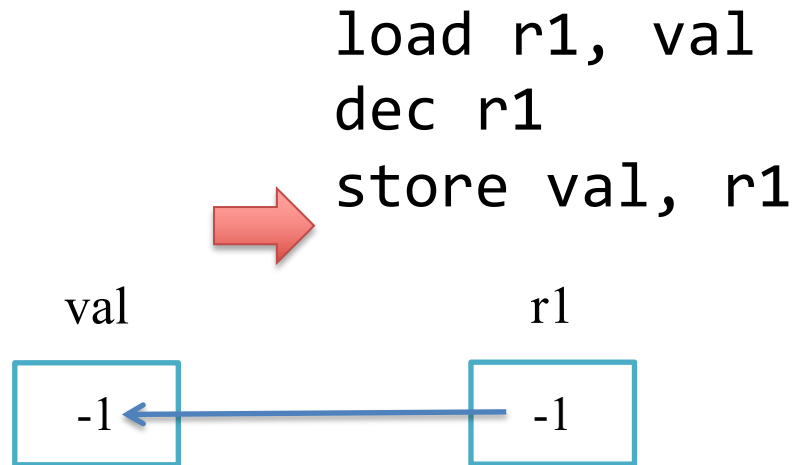 load r1, val
dec r1
store val, r1
val r1
-1 -1